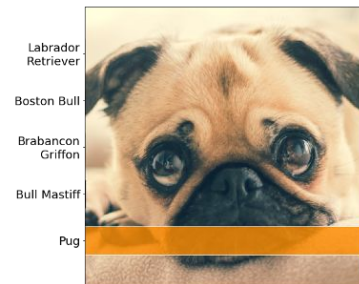 Labrador
Retriever
Boston Bull
Brabancon
Griffon
Bull Mastiff
Pug